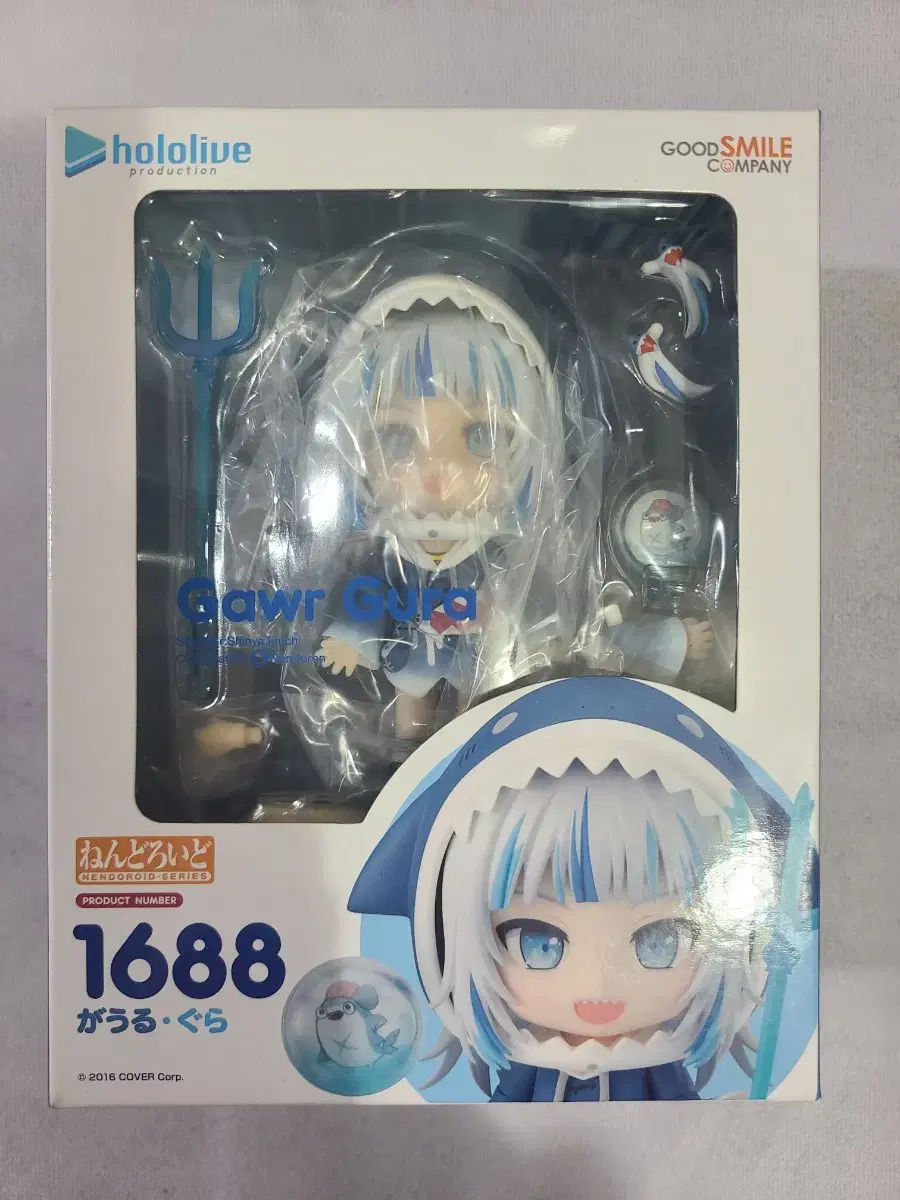 hololive
production
GOOD SMILE
COMPANY
Gawr Gura
ねんどろいど
NENDOROID-SERIES
PRODUCT NUMBER
1688
がうる・ぐら
© 2016 COVER Corp.